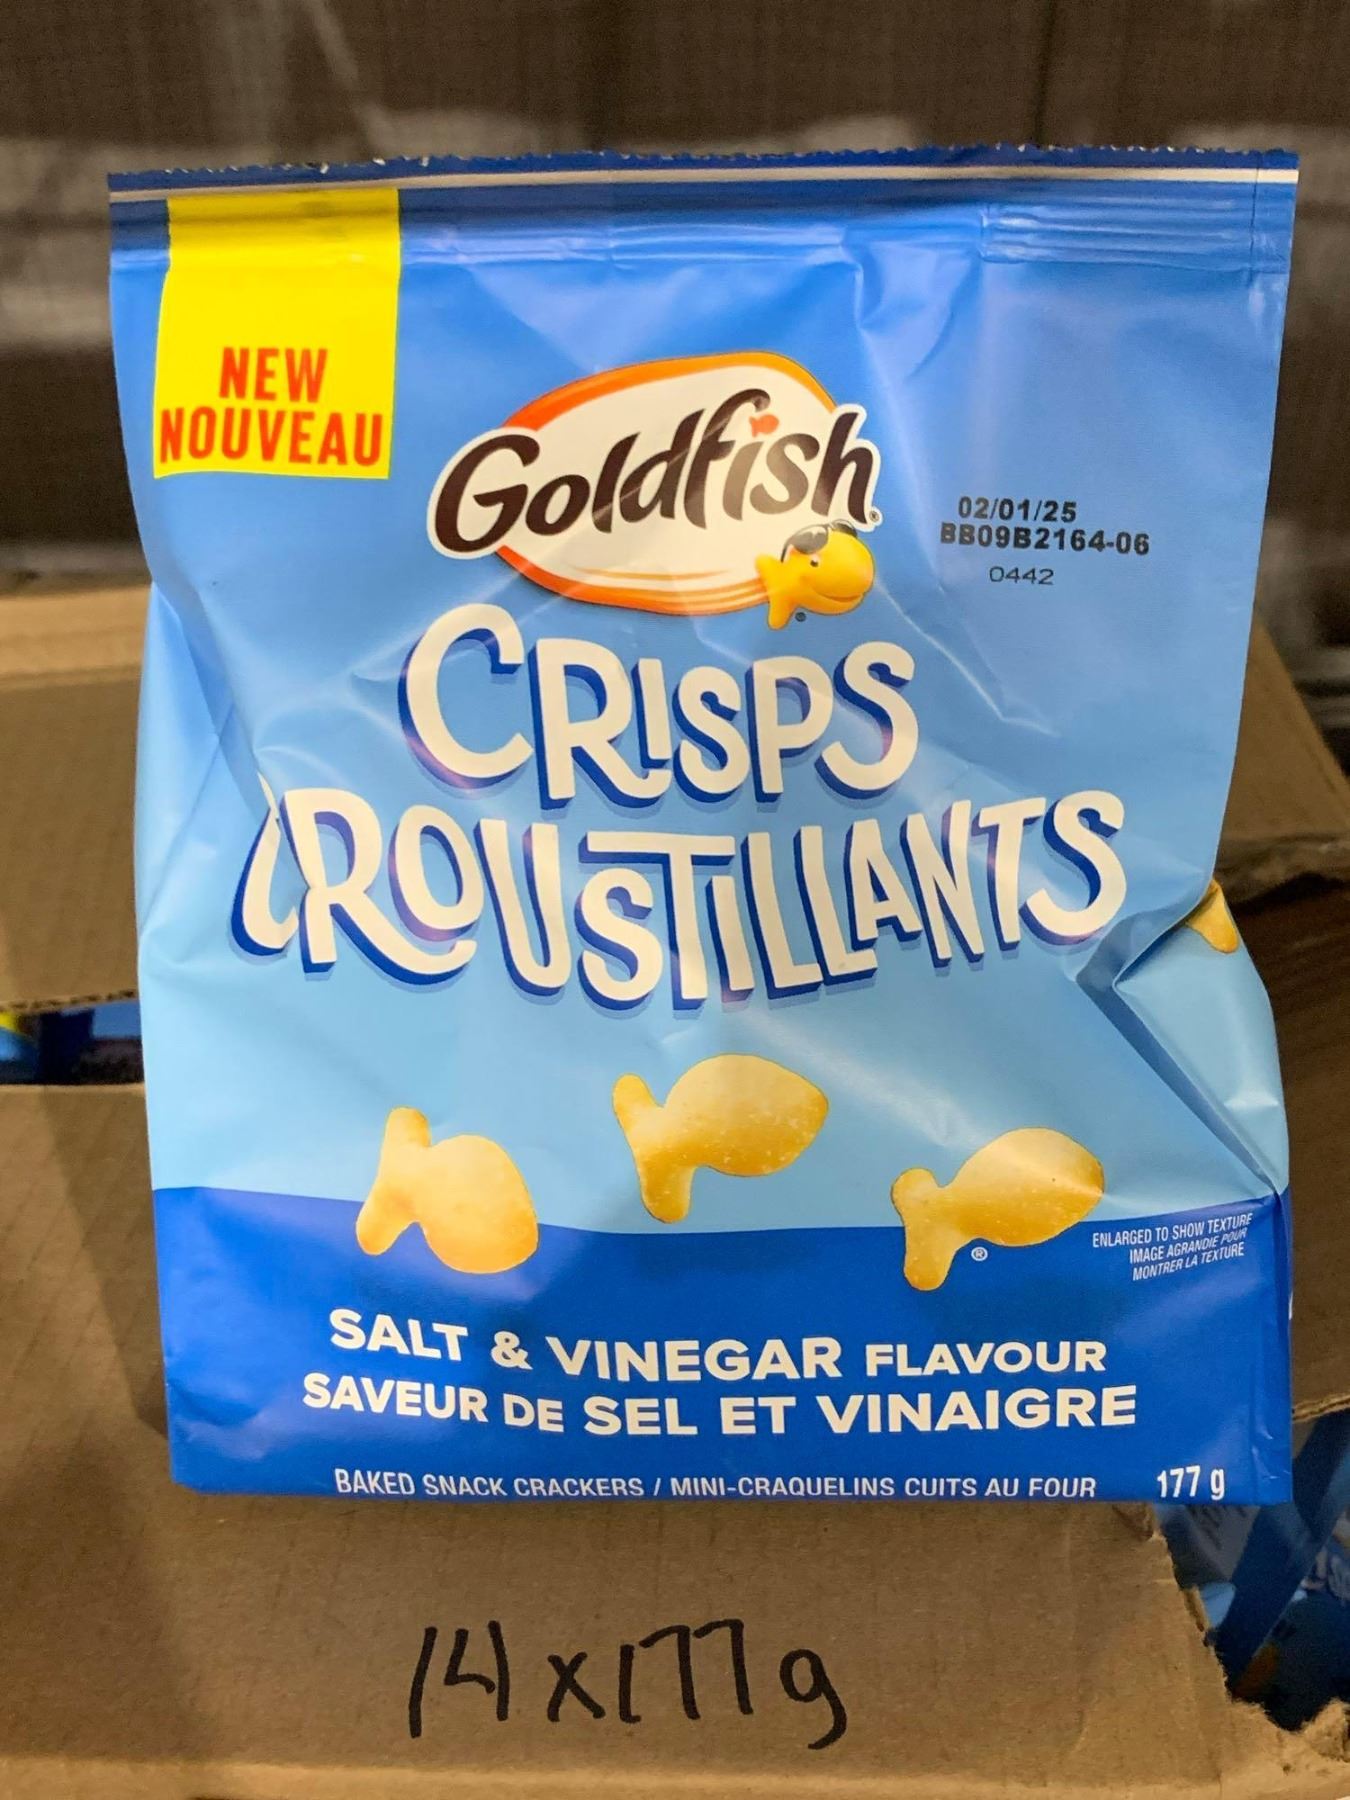 NEW
NOUVEAU
Goldfish®
02/01/25
BB09B2164-06
0442
CRISPS
CROUSTILLANTS
®
ENLARGED TO SHOW TEXTURE
IMAGE AGRANDIE POUR
MONTRER LA TEXTURE
SALT & VINEGAR FLAVOUR
SAVEUR DE SEL ET VINAIGRE
BAKED SNACK CRACKERS / MINI-CRAQUELINS CUITS AU FOUR 177 g
14x177g